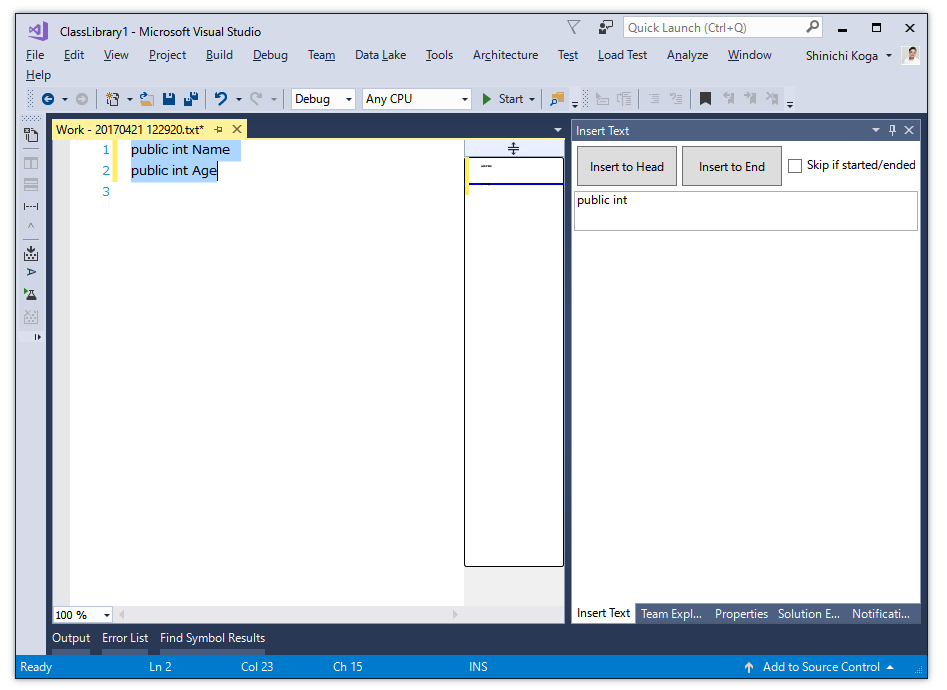 ClassLibrary1 - Microsoft Visual Studio
Quick Launch (Ctrl+Q)
File Edit View Project Build Debug Team Data Lake Tools Architecture Test Load Test Analyze Window Shinichi Koga
Help
Debug Any CPU Start
Work - 20170421 122920.txt*
Insert Text
1 public int Name
2 public int Age
3
Insert to Head Insert to End Skip if started/ended
public int
100 %
Insert Text Team Expl... Properties Solution E... Notificati...
Output Error List Find Symbol Results
Ready Ln 2 Col 23 Ch 15 INS Add to Source Control